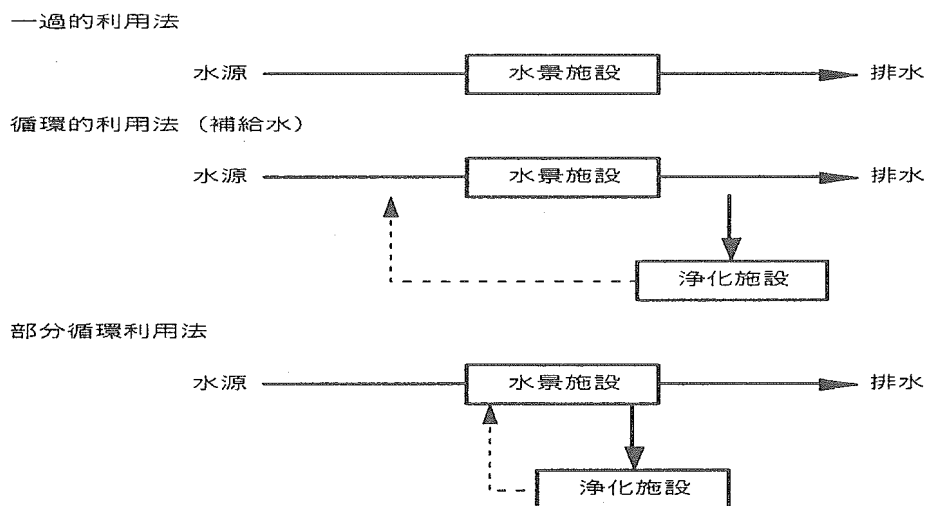 一過的利用法
水源 水景施設 排水
循環的利用法（補給水）
水源 水景施設 排水
浄化施設
部分循環利用法
水源 水景施設 排水
浄化施設